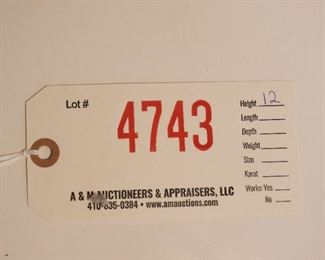 Lot #
4743
Height 12
Length
Depth
Weight
Size
Karat
Works: Yes
No
A & M AUCTIONEERS & APPRAISERS, LLC
410-835-0384 • www.amauctions.com